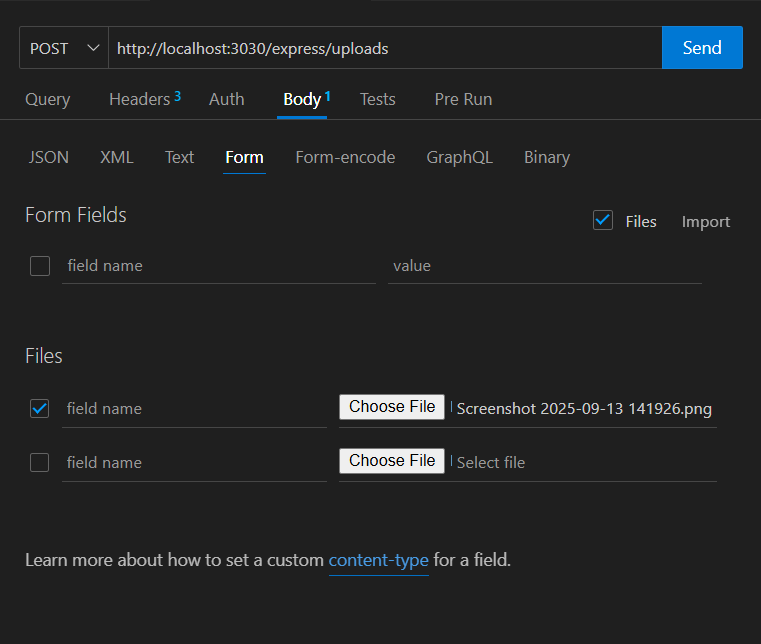 POST http://localhost:3030/express/uploads Send
Query Headers 3 Auth Body 1 Tests Pre Run
JSON XML Text Form Form-encode GraphQL Binary
Form Fields Files Import
field name value
Files
field name Choose File Screenshot 2025-09-13 141926.png
field name Choose File Select file
Learn more about how to set a custom content-type for a field.